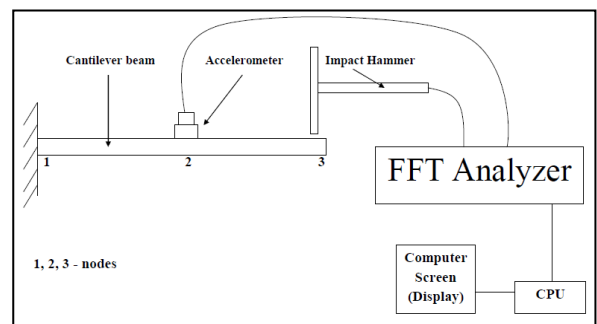 Cantilever beam
Accelerometer
Impact Hammer
1
2
3
FFT Analyzer
1, 2, 3 - nodes
Computer
Screen
(Display)
CPU